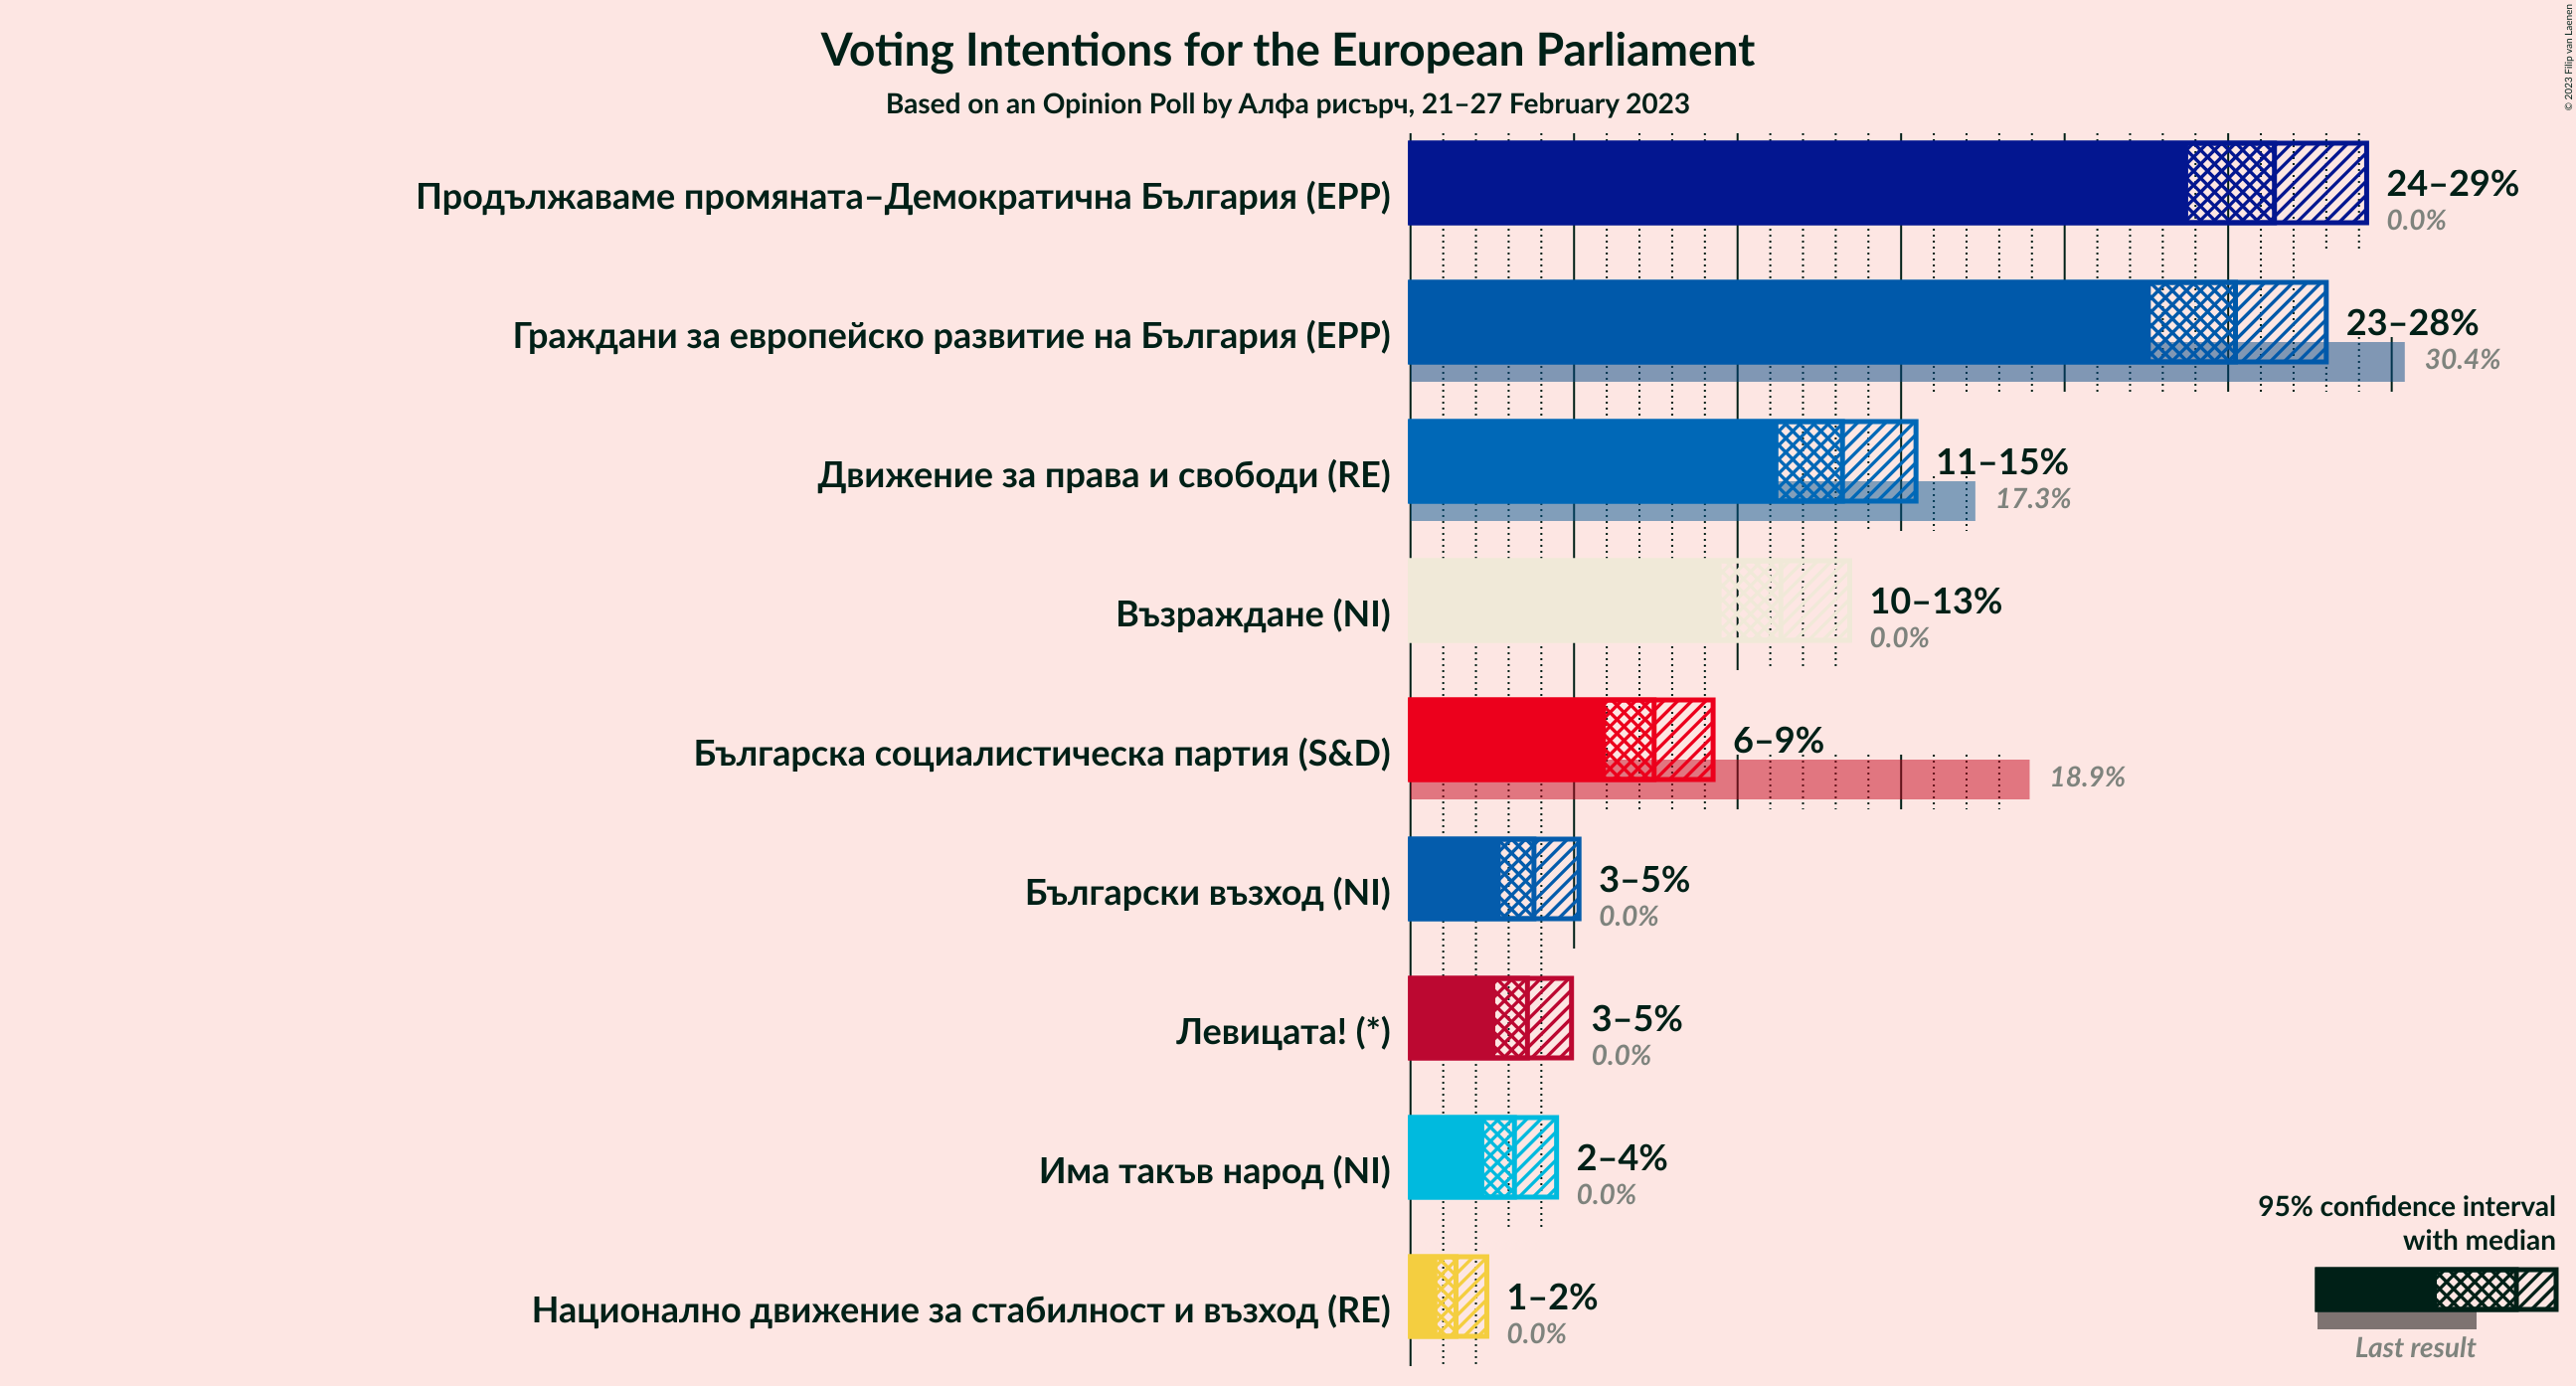 Voting Intentions for the European Parliament
Based on an Opinion Poll by Алфа рисърч, 21–27 February 2023
© 2023 Filip van Laenen
Продължаваме промяната–Демократична България (EPP)
24–29%
0.0%
Граждани за европейско развитие на България (EPP)
23–28%
30.4%
Движение за права и свободи (RE)
11–15%
17.3%
Възраждане (NI)
10–13%
0.0%
Българска социалистическа партия (S&D)
6–9%
18.9%
Български възход (NI)
3–5%
0.0%
Левицата! (*)
3–5%
0.0%
Има такъв народ (NI)
2–4%
0.0%
Национално движение за стабилност и възход (RE)
1–2%
0.0%
95% confidence interval
with median
Last result